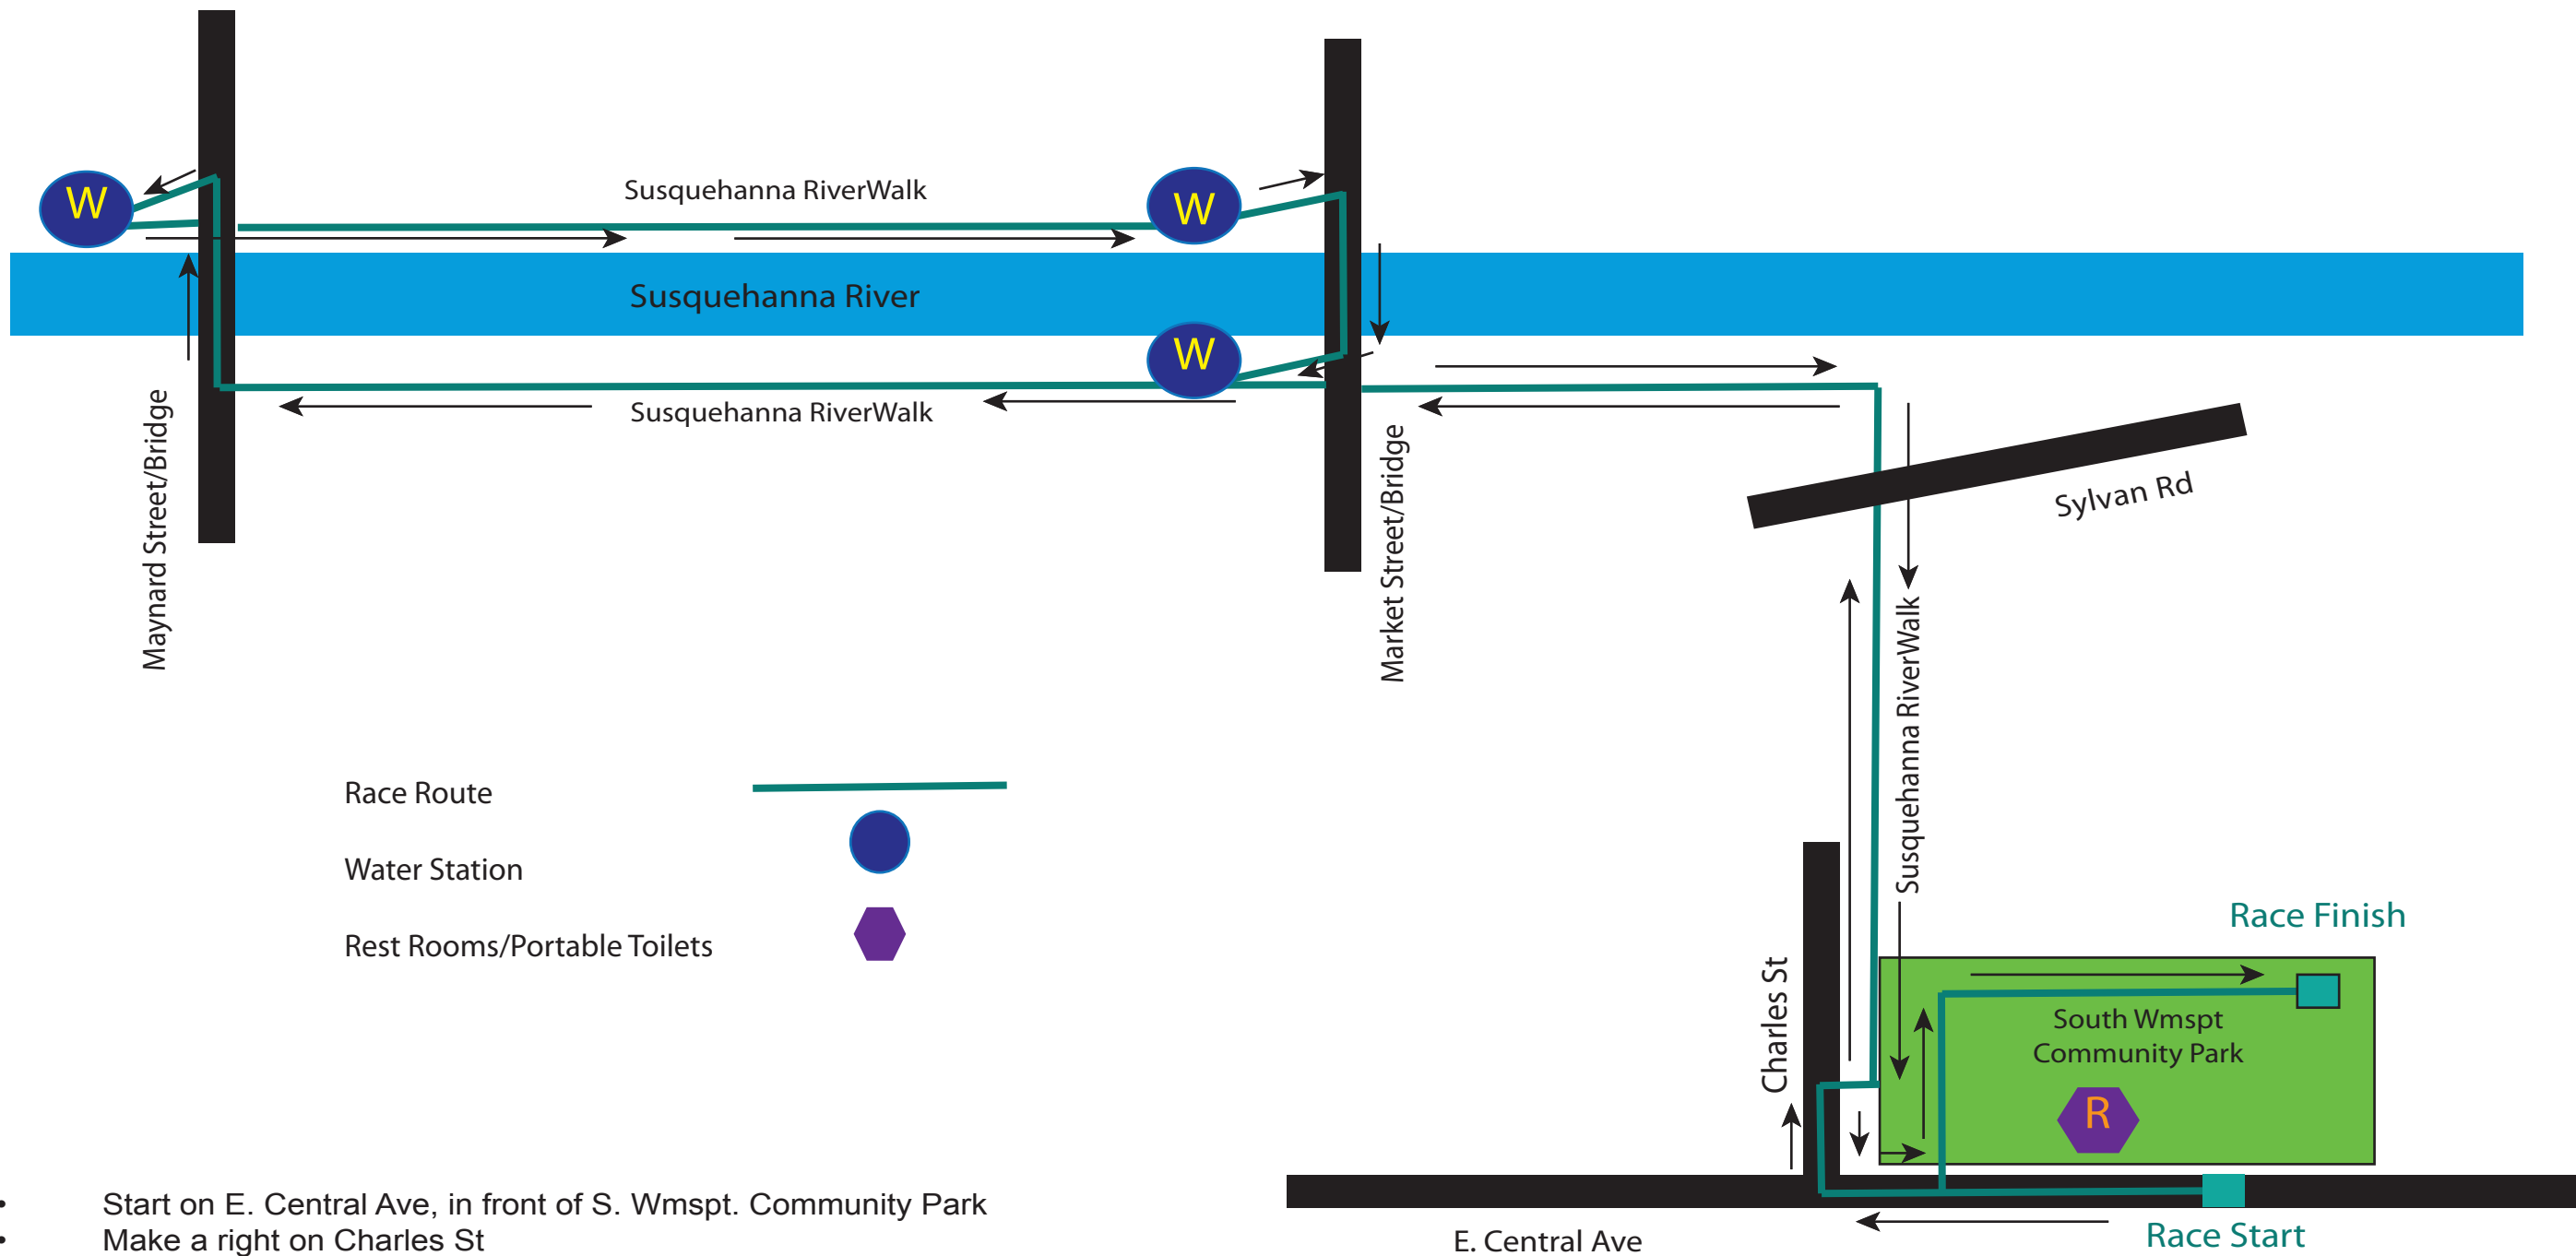 W
Susquehanna RiverWalk
W
Susquehanna River
W
Susquehanna RiverWalk
Maynard Street/Bridge
Market Street/Bridge
Sylvan Rd
Susquehanna RiverWalk
Race Route
Water Station
Rest Rooms/Portable Toilets
Race Finish
Charles St
South Wmspt
Community Park
R
• Start on E. Central Ave, in front of S. Wmspt. Community Park
• Make a right on Charles St
E. Central Ave
Race Start